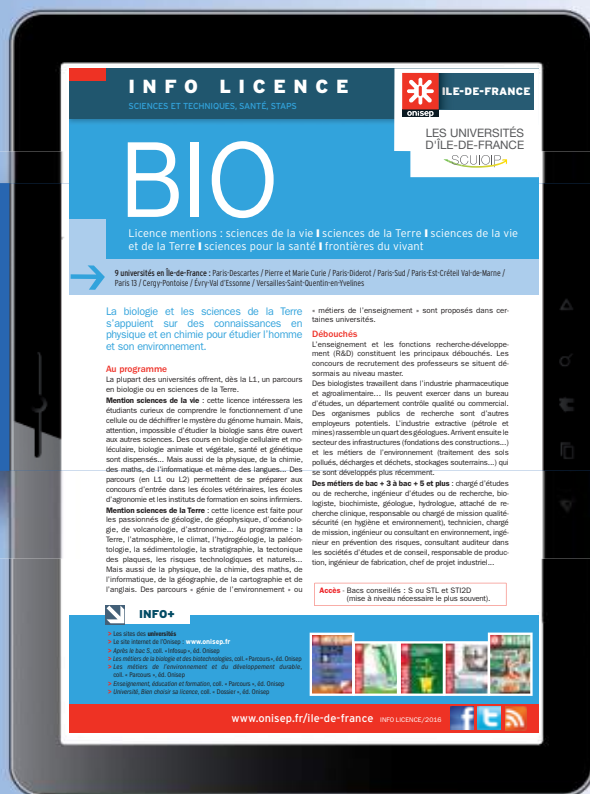 INFO LICENCE
SCIENCES ET TECHNIQUES, SANTÉ, STAPS
onisep
ILE-DE-FRANCE
LES UNIVERSITÉS
D'ÎLE-DE-FRANCE
SCUIOIP
BIO
Licence mentions : sciences de la vie I sciences de la Terre I sciences de la vie
et de la Terre I sciences pour la santé I frontières du vivant
9 universités en Île-de-France : Paris-Descartes / Pierre et Marie Curie / Paris-Diderot / Paris-Sud / Paris-Est-Créteil Val-de-Marne /
Paris 13 / Cergy-Pontoise / Évry-Val d'Essonne / Versailles-Saint-Quentin-en-Yvelines
La biologie et les sciences de la Terre
s'appuient sur des connaissances en
physique et en chimie pour étudier l'homme
et son environnement.
Au programme
La plupart des universités offrent, dès la L1, un parcours
en biologie ou en sciences de la Terre.
Mention sciences de la vie : cette licence intéressera les
étudiants curieux de comprendre le fonctionnement d'une
cellule ou de déchiffrer le mystère du génome humain. Mais,
attention, impossible d'étudier la biologie sans être ouvert
aux autres sciences. Des cours en biologie cellulaire et mo-
léculaire, biologie animale et végétale, santé et génétique
sont dispensés... Mais aussi de la physique, de la chimie,
des maths, de l'informatique et même des langues... Des
parcours (en L1 ou L2) permettent de se préparer aux
concours d'entrée dans les écoles vétérinaires, les écoles
d'agronomie et les instituts de formation en soins infirmiers.
Mention sciences de la Terre : cette licence est faite pour
les passionnés de géologie, de géophysique, d'océanolo-
gie, de volcanologie, d'astronomie... Au programme : la
Terre, l'atmosphère, le climat, l'hydrogéologie, la paléon-
tologie, la sédimentologie, la stratigraphie, la tectonique
des plaques, les risques technologiques et naturels...
Mais aussi de la physique, de la chimie, des maths, de
l'informatique, de la géographie, de la cartographie et de
l'anglais. Des parcours « génie de l'environnement » ou
« métiers de l'enseignement » sont proposés dans cer-
taines universités.
Débouchés
L'enseignement et les fonctions recherche-développe-
ment (R&D) constituent les principaux débouchés. Les
concours de recrutement des professeurs se situent dé-
sormais au niveau master.
Des biologistes travaillent dans l'industrie pharmaceutique
et agroalimentaire... Ils peuvent exercer dans un bureau
d'études, un département contrôle qualité ou commercial.
Des organismes publics de recherche sont d'autres
employeurs potentiels. L'industrie extractive (pétrole et
mines) rassemble un quart des géologues. Arrivent ensuite le
secteur des infrastructures (fondations des constructions...)
et les métiers de l'environnement (traitement des sols
pollués, décharges et déchets, stockages souterrains...) qui
se sont développés plus récemment.
Des métiers de bac + 3 à bac + 5 et plus : chargé d'études
ou de recherche, ingénieur d'études ou de recherche, bio-
logiste, biochimiste, géologue, hydrologue, attaché de re-
cherche clinique, responsable ou chargé de mission qualité-
sécurité (en hygiène et environnement), technicien, chargé
de mission, ingénieur ou consultant en environnement, ingé-
nieur en prévention des risques, consultant auditeur dans
les sociétés d'études et de conseil, responsable de produc-
tion, ingénieur de fabrication, chef de projet industriel...
Accès - Bacs conseillés : S ou STL et STI2D
(mise à niveau nécessaire le plus souvent).
INFO+
Les sites des universités
Le site internet de l'Onisep : www.onisep.fr
Après le bac S, coll. «Infosup», éd. Onisep
Les métiers de la biologie et des biotechnologies, coll. «Parcours», éd. Onisep
Les métiers de l'environnement et du développement durable,
coll. « Parcours », éd. Onisep
Enseignement, éducation et formation, coll. « Parcours », éd. Onisep
Université, Bien choisir sa licence, coll. « Dossier », éd. Onisep
www.onisep.fr/ile-de-france INFO LICENCE/2016